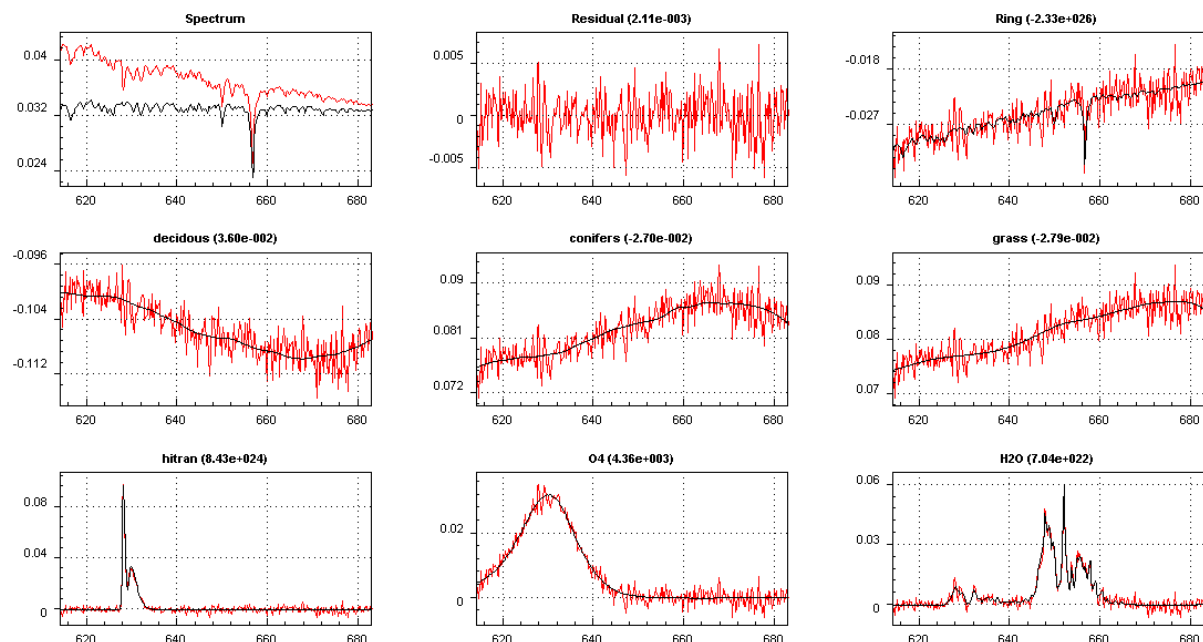 Spectrum
0.04
0.032
0.024
620 640 660 680
Residual (2.11e-003)
0.005
0
-0.005
620 640 660 680
Ring (-2.33e+026)
-0.018
-0.027
620 640 660 680
decidous (3.60e-002)
-0.096
-0.104
-0.112
620 640 660 680
conifers (-2.70e-002)
0.09
0.081
0.072
620 640 660 680
grass (-2.79e-002)
0.09
0.08
0.07
620 640 660 680
hitran (8.43e+024)
0.08
0.04
0
620 640 660 680
O4 (4.36e+003)
0.02
0
620 640 660 680
H2O (7.04e+022)
0.06
0.03
0
620 640 660 680